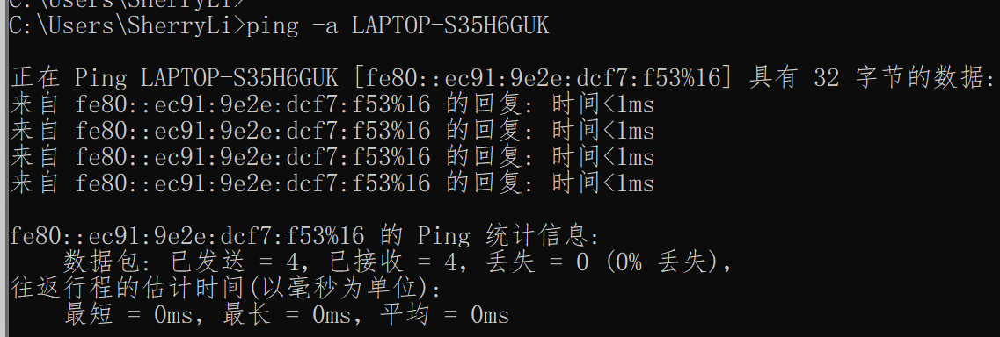 C:\Users\SherryLi>
C:\Users\SherryLi>ping -a LAPTOP-S35H6GUK
正在 Ping LAPTOP-S35H6GUK [fe80::ec91:9e2e:dcf7:f53%16] 具有 32 字节的数据:
来自 fe80::ec91:9e2e:dcf7:f53%16 的回复: 时间<1ms
来自 fe80::ec91:9e2e:dcf7:f53%16 的回复: 时间<1ms
来自 fe80::ec91:9e2e:dcf7:f53%16 的回复: 时间<1ms
来自 fe80::ec91:9e2e:dcf7:f53%16 的回复: 时间<1ms
fe80::ec91:9e2e:dcf7:f53%16 的 Ping 统计信息:
数据包: 已发送 = 4，已接收 = 4，丢失 = 0 (0% 丢失)，
往返行程的估计时间(以毫秒为单位):
最短 = 0ms，最长 = 0ms，平均 = 0ms